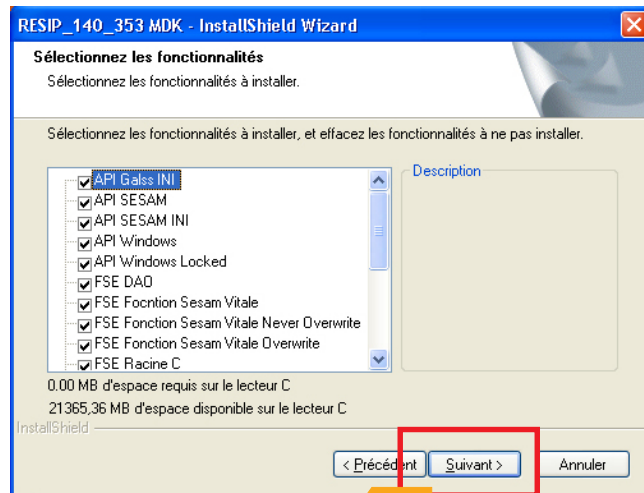 RESIP_140_353 MDK - InstallShield Wizard
Sélectionnez les fonctionnalités
Sélectionnez les fonctionnalités à installer.
Sélectionnez les fonctionnalités à installer, et effacez les fonctionnalités à ne pas installer.
API Galss INI
API SESAM
API SESAM INI
API Windows
API Windows Locked
FSE DAO
FSE Focntion Sesam Vitale
FSE Fonction Sesam Vitale Never Overwrite
FSE Fonction Sesam Vitale Overwrite
FSE Racine C
Description
0.00 MB d'espace requis sur le lecteur C
21365,36 MB d'espace disponible sur le lecteur C
InstallShield
< Précédent
Suivant >
Annuler